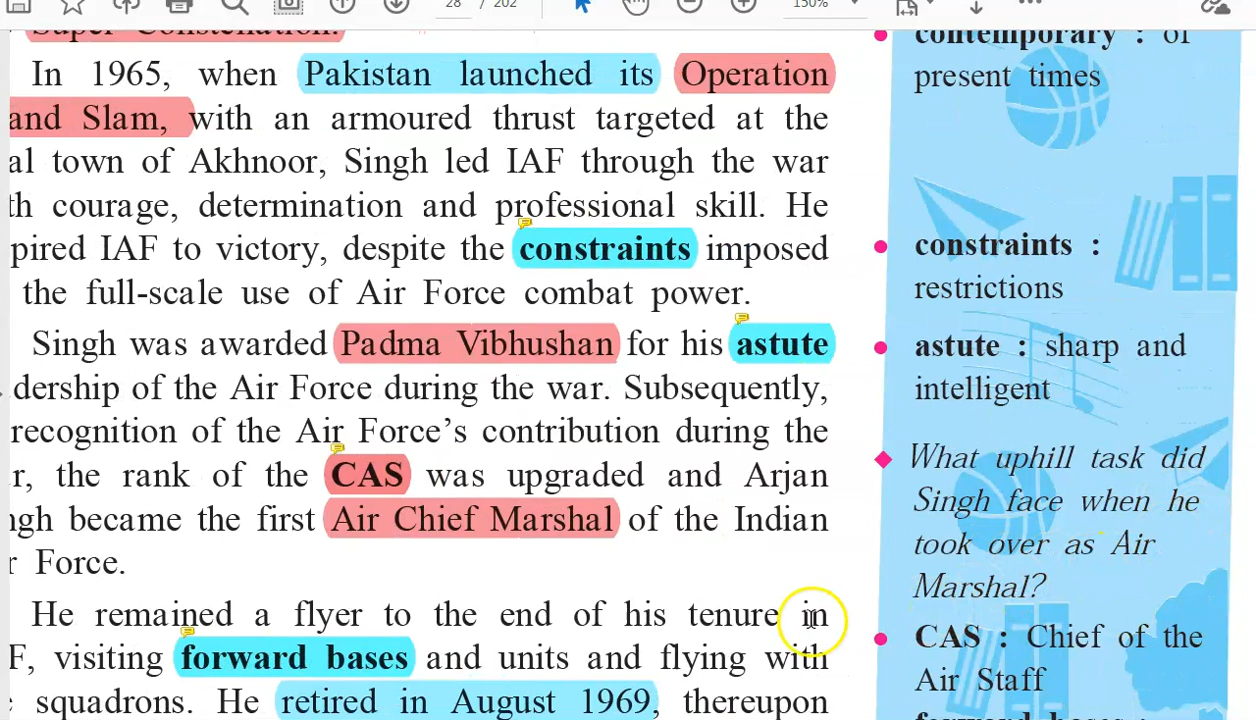 28 / 202
150%
Super Constellation.
In 1965, when Pakistan launched its Operation
and Slam, with an armoured thrust targeted at the
al town of Akhnoor, Singh led IAF through the war
th courage, determination and professional skill. He
pired IAF to victory, despite the constraints imposed
the full-scale use of Air Force combat power.
Singh was awarded Padma Vibhushan for his astute
dership of the Air Force during the war. Subsequently,
recognition of the Air Force's contribution during the
r, the rank of the CAS was upgraded and Arjan
ngh became the first Air Chief Marshal of the Indian
r Force.
He remained a flyer to the end of his tenure in
F, visiting forward bases and units and flying with
squadrons. He retired in August 1969, thereupon
contemporary : of
present times
constraints :
restrictions
astute : sharp and
intelligent
What uphill task did
Singh face when he
took over as Air
Marshal?
CAS : Chief of the
Air Staff
forward bases :